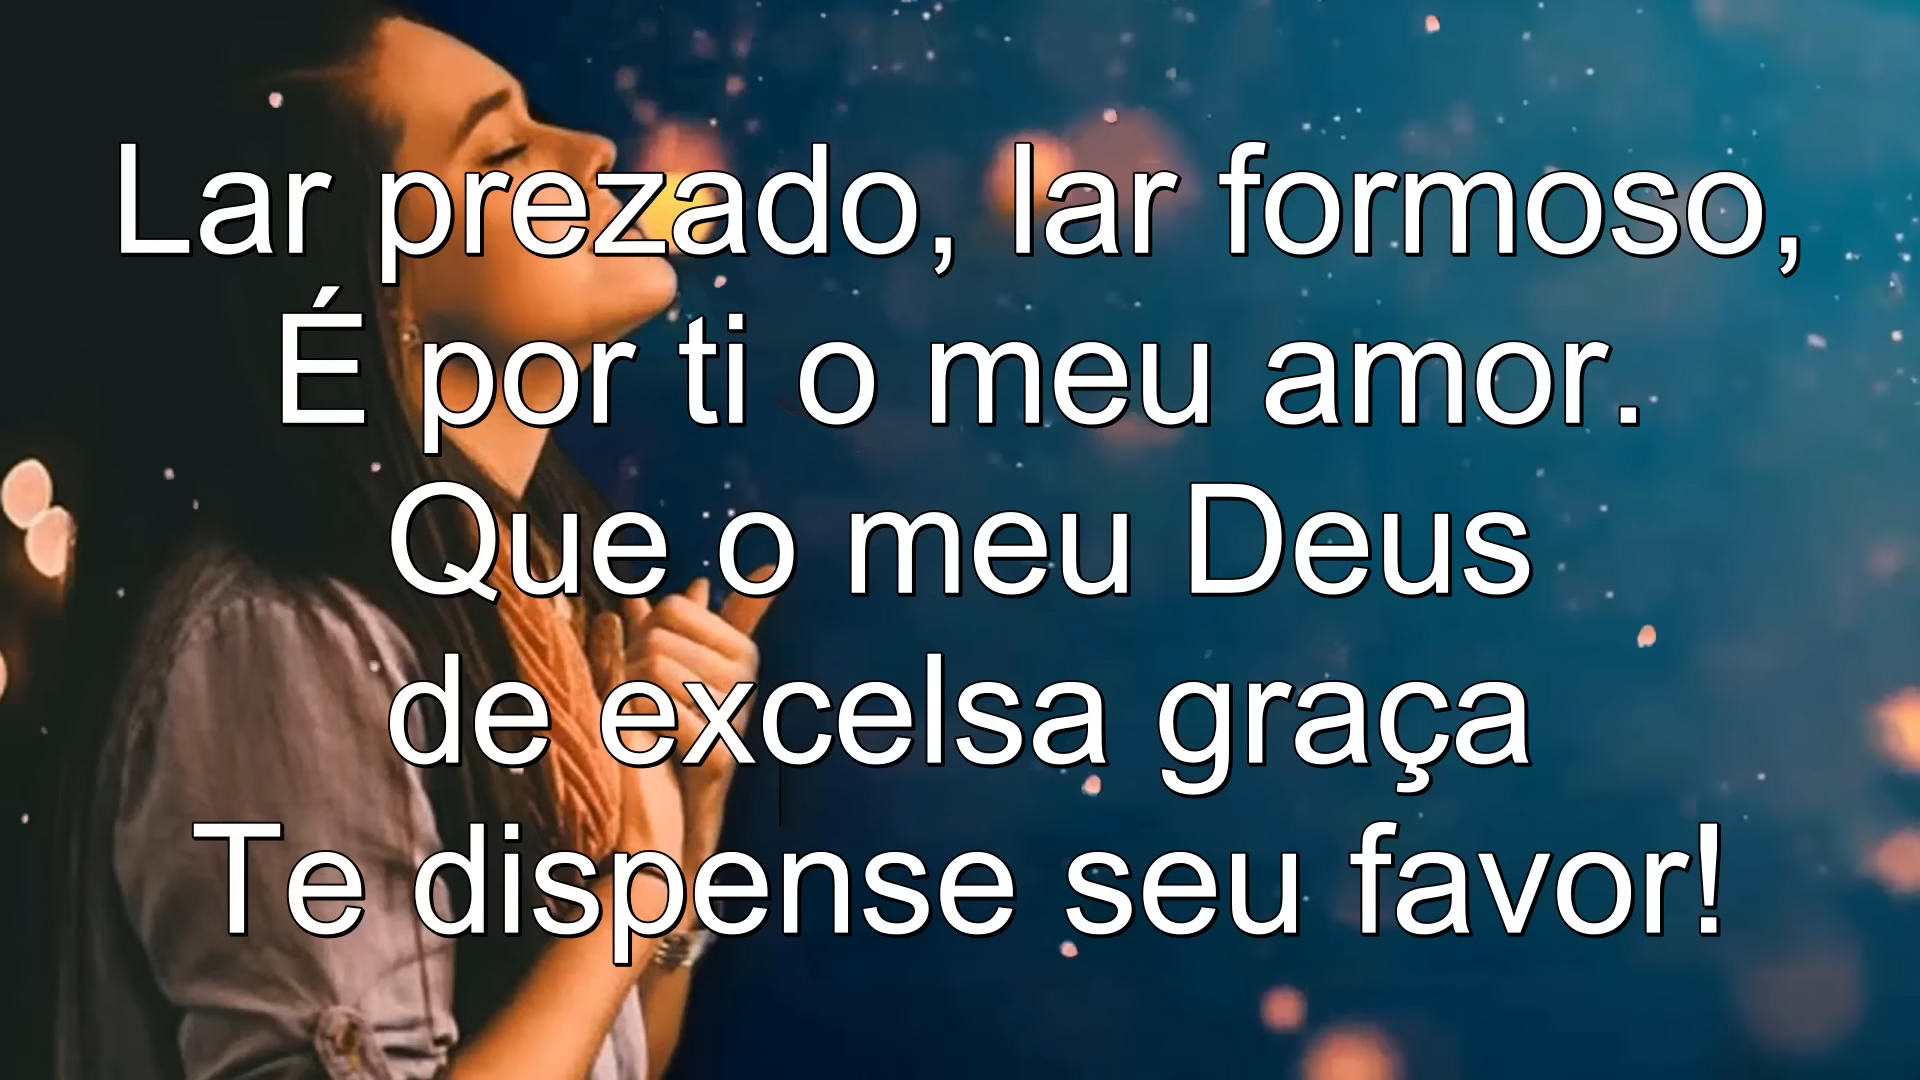 Lar prezado, lar formoso,
É por ti o meu amor.
Que o meu Deus
de excelsa graça
Te dispense seu favor!